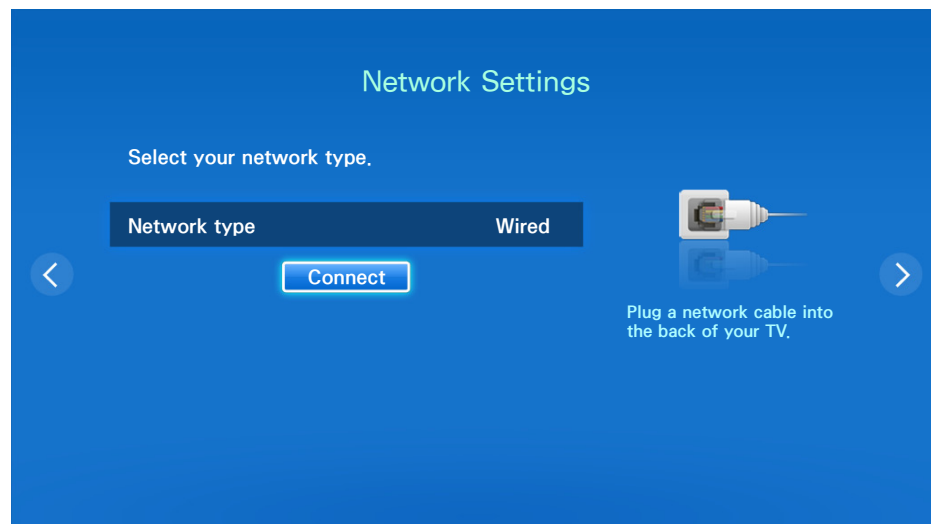 Network Settings
Select your network type.
Network type Wired
Connect
Plug a network cable into
the back of your TV.